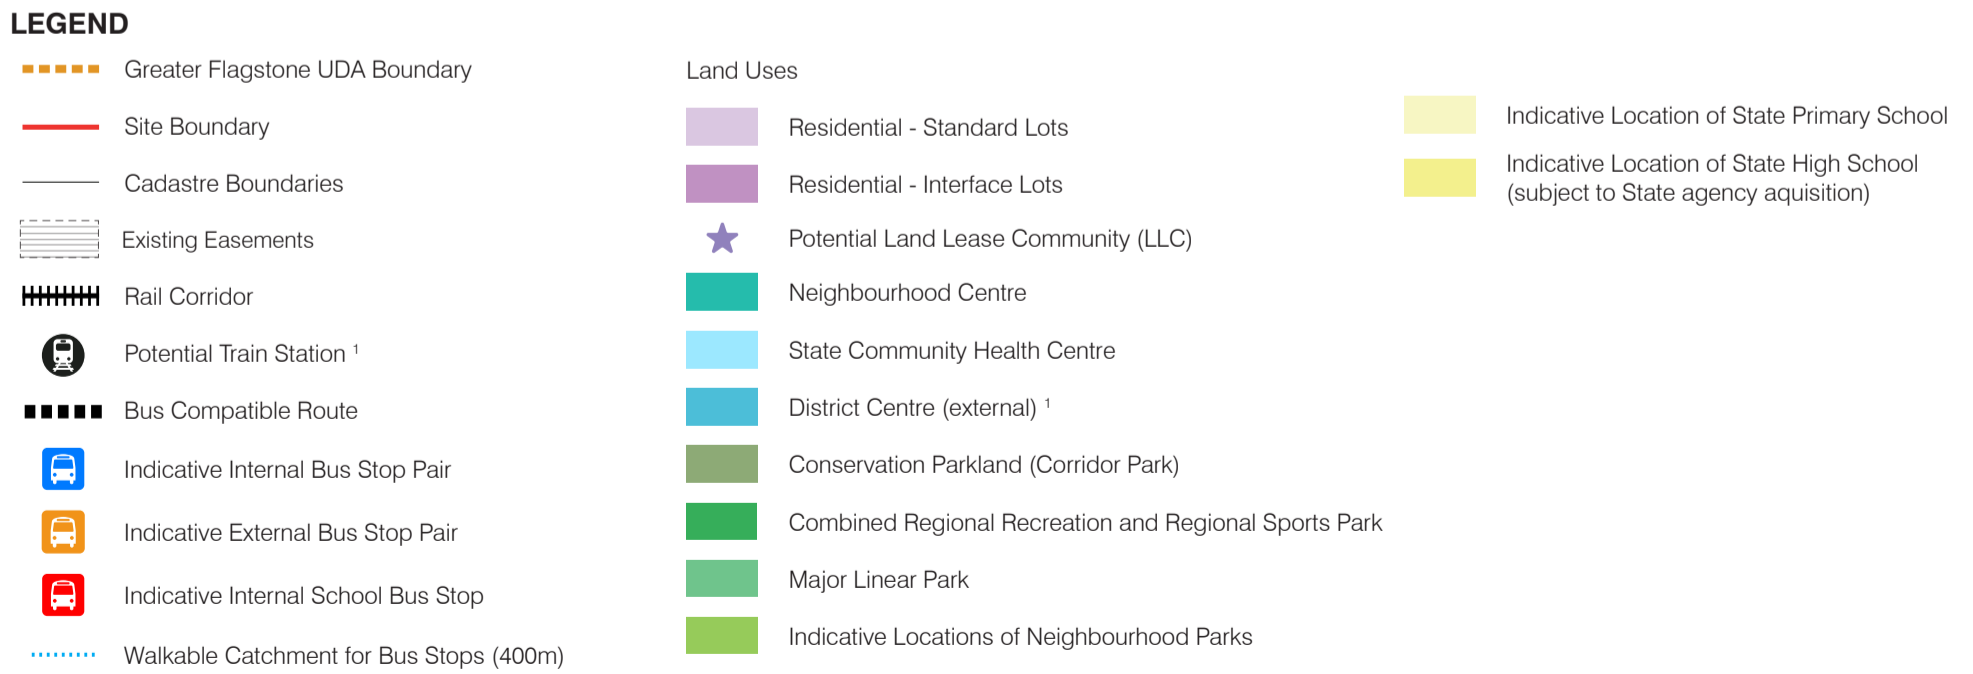 LEGEND
Greater Flagstone UDA Boundary
Site Boundary
Cadastre Boundaries
Existing Easements
Rail Corridor
Potential Train Station ¹
Bus Compatible Route
Indicative Internal Bus Stop Pair
Indicative External Bus Stop Pair
Indicative Internal School Bus Stop
Walkable Catchment for Bus Stops (400m)
Land Uses
Residential - Standard Lots
Residential - Interface Lots
Potential Land Lease Community (LLC)
Neighbourhood Centre
State Community Health Centre
District Centre (external) ¹
Conservation Parkland (Corridor Park)
Combined Regional Recreation and Regional Sports Park
Major Linear Park
Indicative Locations of Neighbourhood Parks
Indicative Location of State Primary School
Indicative Location of State High School
(subject to State agency aquisition)